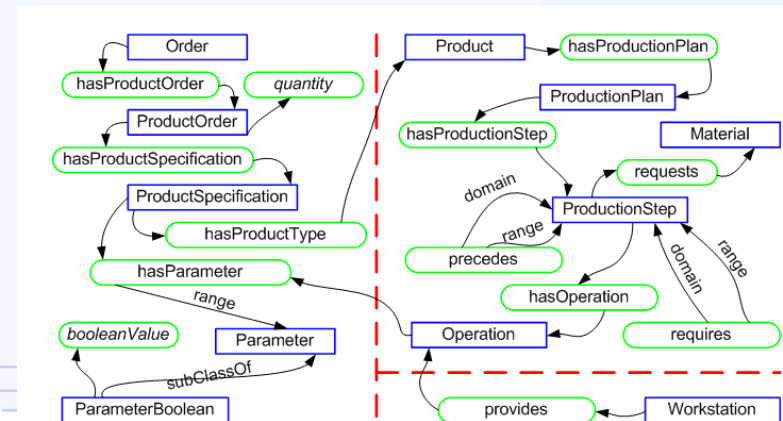 Order
hasProductOrder
quantity
ProductOrder
hasProductSpecification
ProductSpecification
hasProductType
hasParameter
range
booleanValue
Parameter
subClassOf
ParameterBoolean
Product
hasProductionPlan
ProductionPlan
hasProductionStep
Material
requests
domain
ProductionStep
range
precedes
domain
range
hasOperation
Operation
requires
provides
Workstation